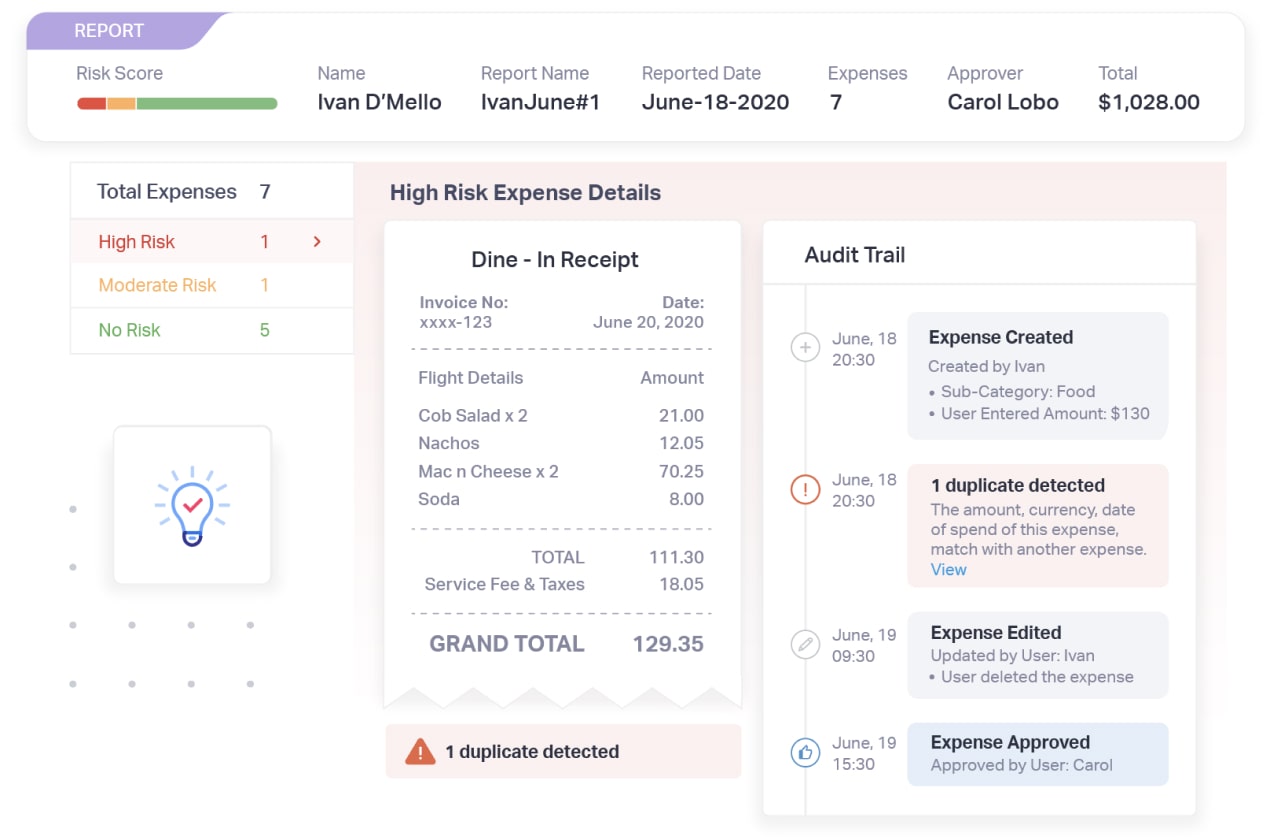 REPORT
Risk Score
Name
Ivan D’Mello
Report Name
IvanJune#1
Reported Date
June-18-2020
Expenses
7
Approver
Carol Lobo
Total
$1,028.00
Total Expenses 7
High Risk 1 >
Moderate Risk 1
No Risk 5
High Risk Expense Details
Dine - In Receipt
Invoice No: Date:
xxxx-123 June 20, 2020
Flight Details Amount
Cob Salad x 2 21.00
Nachos 12.05
Mac n Cheese x 2 70.25
Soda 8.00
TOTAL 111.30
Service Fee & Taxes 18.05
GRAND TOTAL 129.35
! 1 duplicate detected
Audit Trail
June, 18
20:30
Expense Created
Created by Ivan
• Sub-Category: Food
• User Entered Amount: $130
June, 18
20:30
1 duplicate detected
The amount, currency, date
of spend of this expense,
match with another expense.
View
June, 19
09:30
Expense Edited
Updated by User: Ivan
• User deleted the expense
June, 19
15:30
Expense Approved
Approved by User: Carol